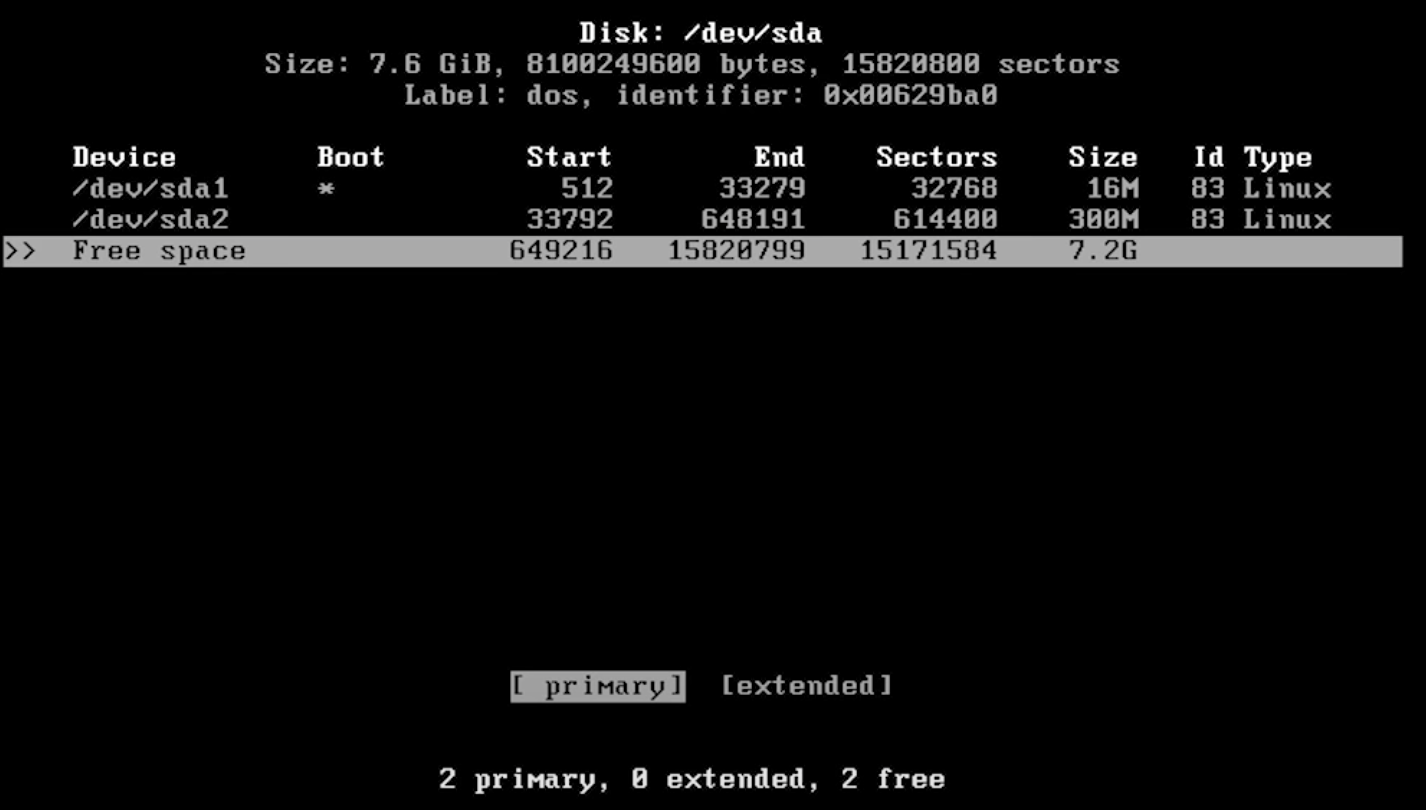 Disk: /dev/sda
Size: 7.6 GiB, 8100249600 bytes, 15820800 sectors
Label: dos, identifier: 0x00629ba0
Device Boot Start End Sectors Size Id Type
/dev/sda1 * 512 33279 32768 16M 83 Linux
/dev/sda2 33792 648191 614400 300M 83 Linux
>> Free space 649216 15820799 15171584 7.2G
[ primary] [extended]
2 primary, 0 extended, 2 free